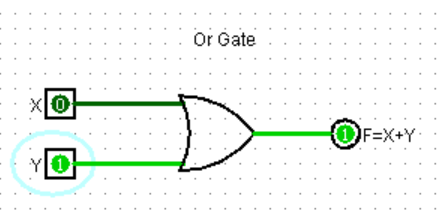 Or Gate
X 0
1 F=X+Y
Y 1